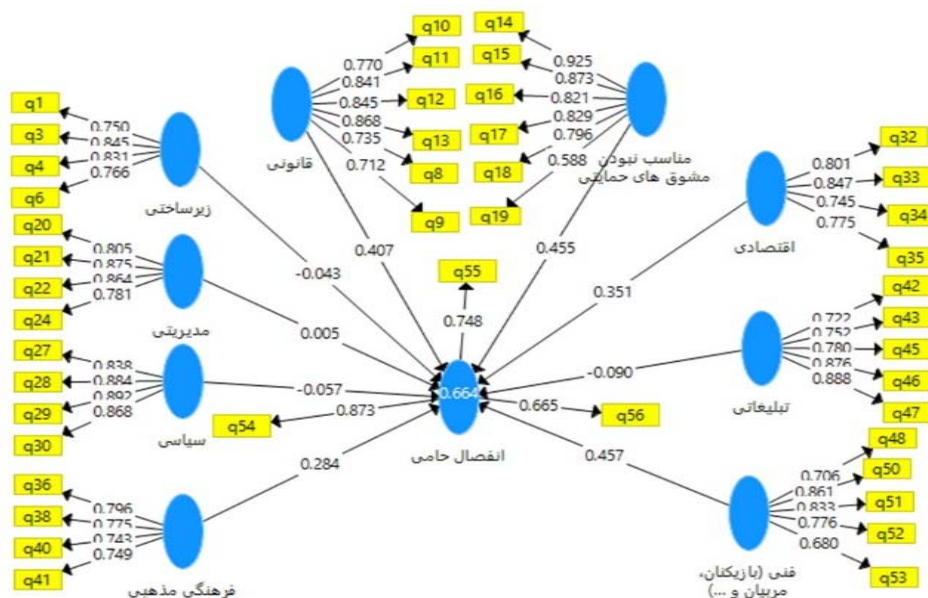 q10
q11
q12
q13
q8
q9
0.770
0.841
0.845
0.868
0.735
0.712
قانونی
q14
q15
q16
q17
q18
q19
0.925
0.873
0.821
0.829
0.796
0.588
مناسب نبودن
مشوق های حمایتی
q1
q3
q4
q6
0.750
0.845
0.831
0.766
زیرساختی
q20
q21
q22
q24
0.805
0.875
0.864
0.781
مدیریتی
q27
q28
q29
q30
0.838
0.884
0.892
0.868
سیاسی
q36
q38
q40
q41
0.796
0.775
0.743
0.749
فرهنگی مذهبی
q32
q33
q34
q35
0.801
0.847
0.745
0.775
اقتصادی
q42
q43
q45
q46
q47
0.722
0.752
0.780
0.876
0.888
تبلیغاتی
q48
q50
q51
q52
q53
0.706
0.861
0.833
0.776
0.680
فنی (بازیکنان،
مربیان و ...)
0.407
0.455
-0.043
0.351
0.005
-0.057
-0.090
0.284
0.457
q55
0.748
q54
0.873
q56
0.665
0.664
انفصال حامی